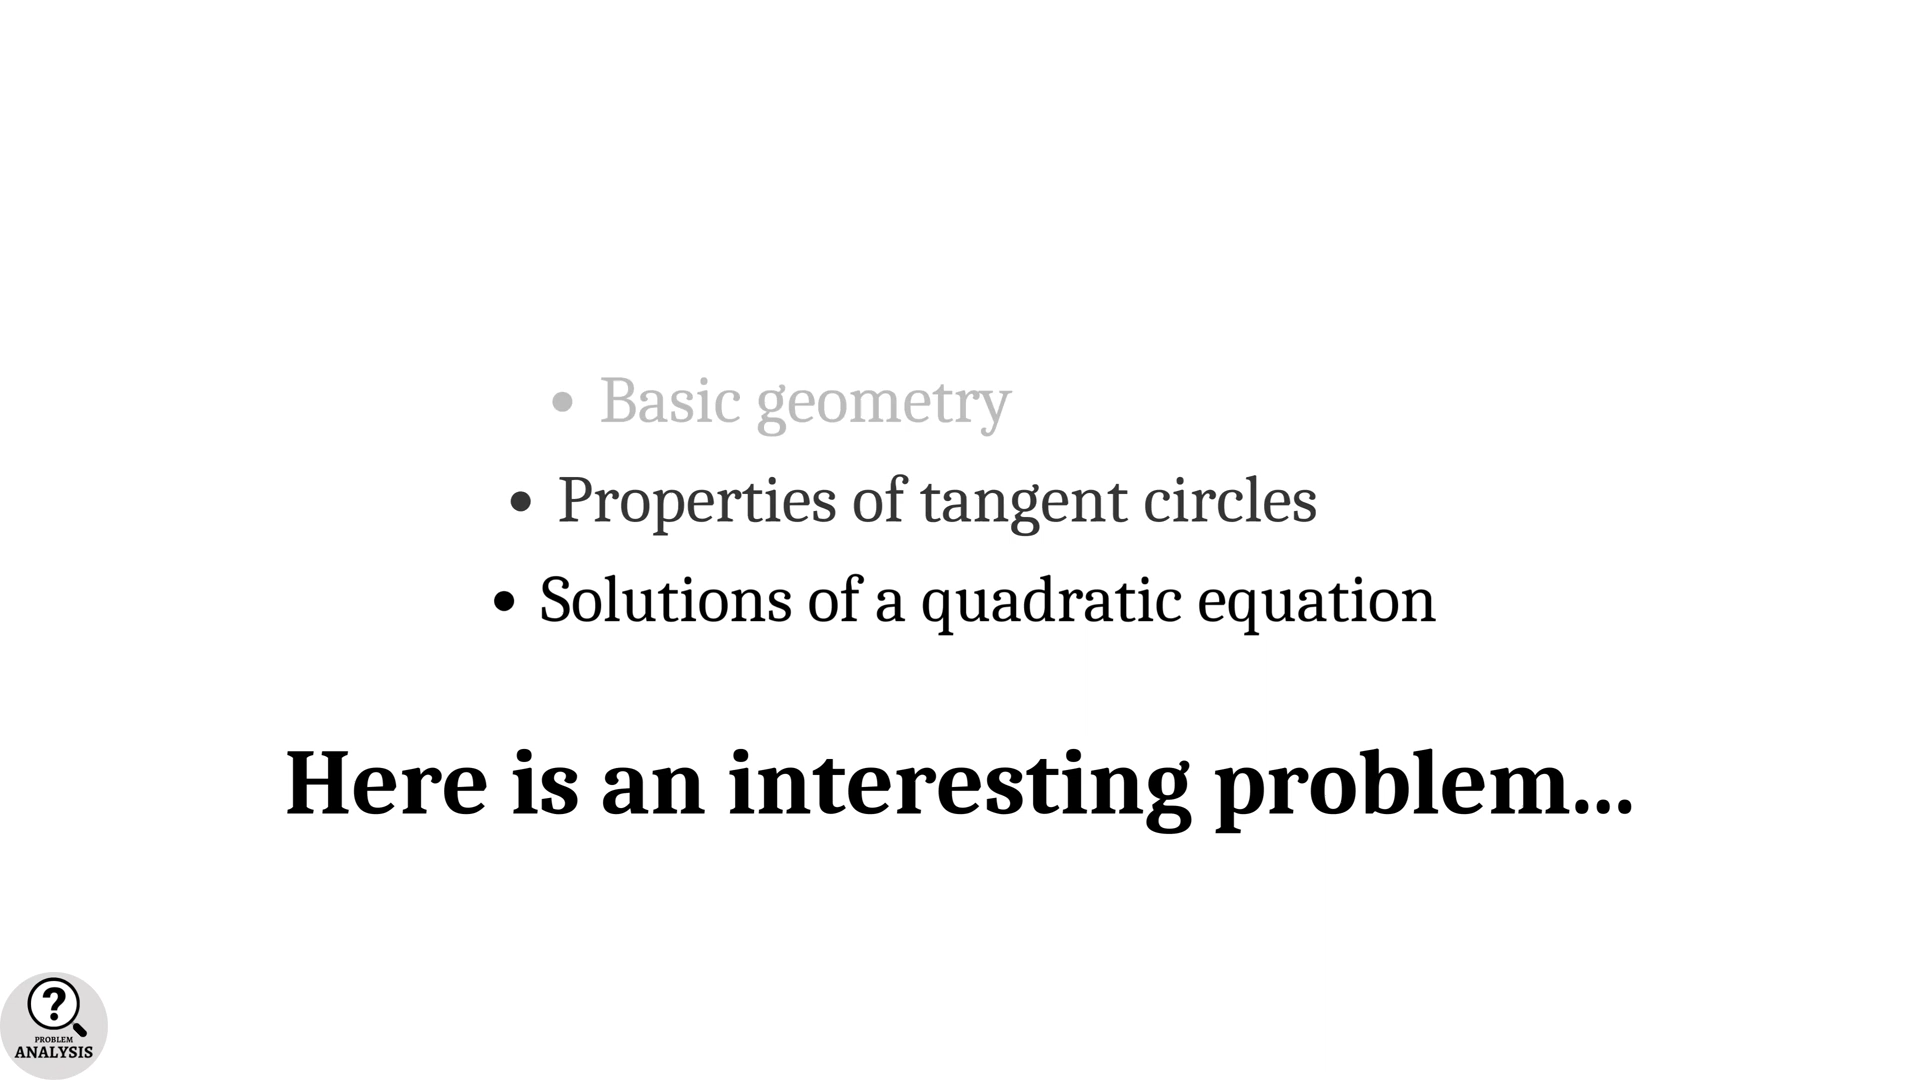 • Basic geometry
• Properties of tangent circles
• Solutions of a quadratic equation
Here is an interesting problem...
?
PROBLEM
ANALYSIS